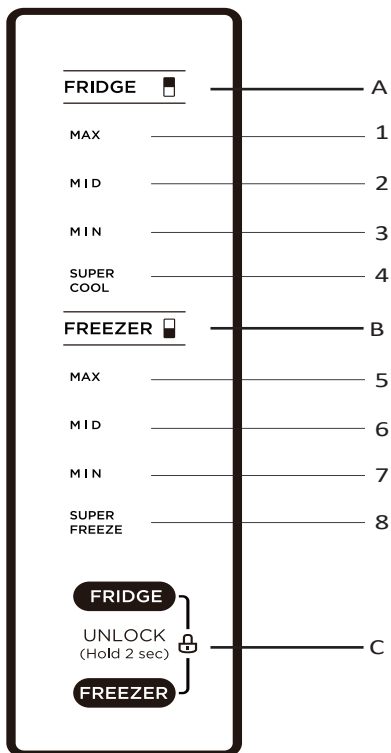 FRIDGE A
MAX 1
MID 2
MIN 3
SUPER
COOL 4
FREEZER B
MAX 5
MID 6
MIN 7
SUPER
FREEZE 8
FRIDGE
UNLOCK
(Hold 2 sec) C
FREEZER